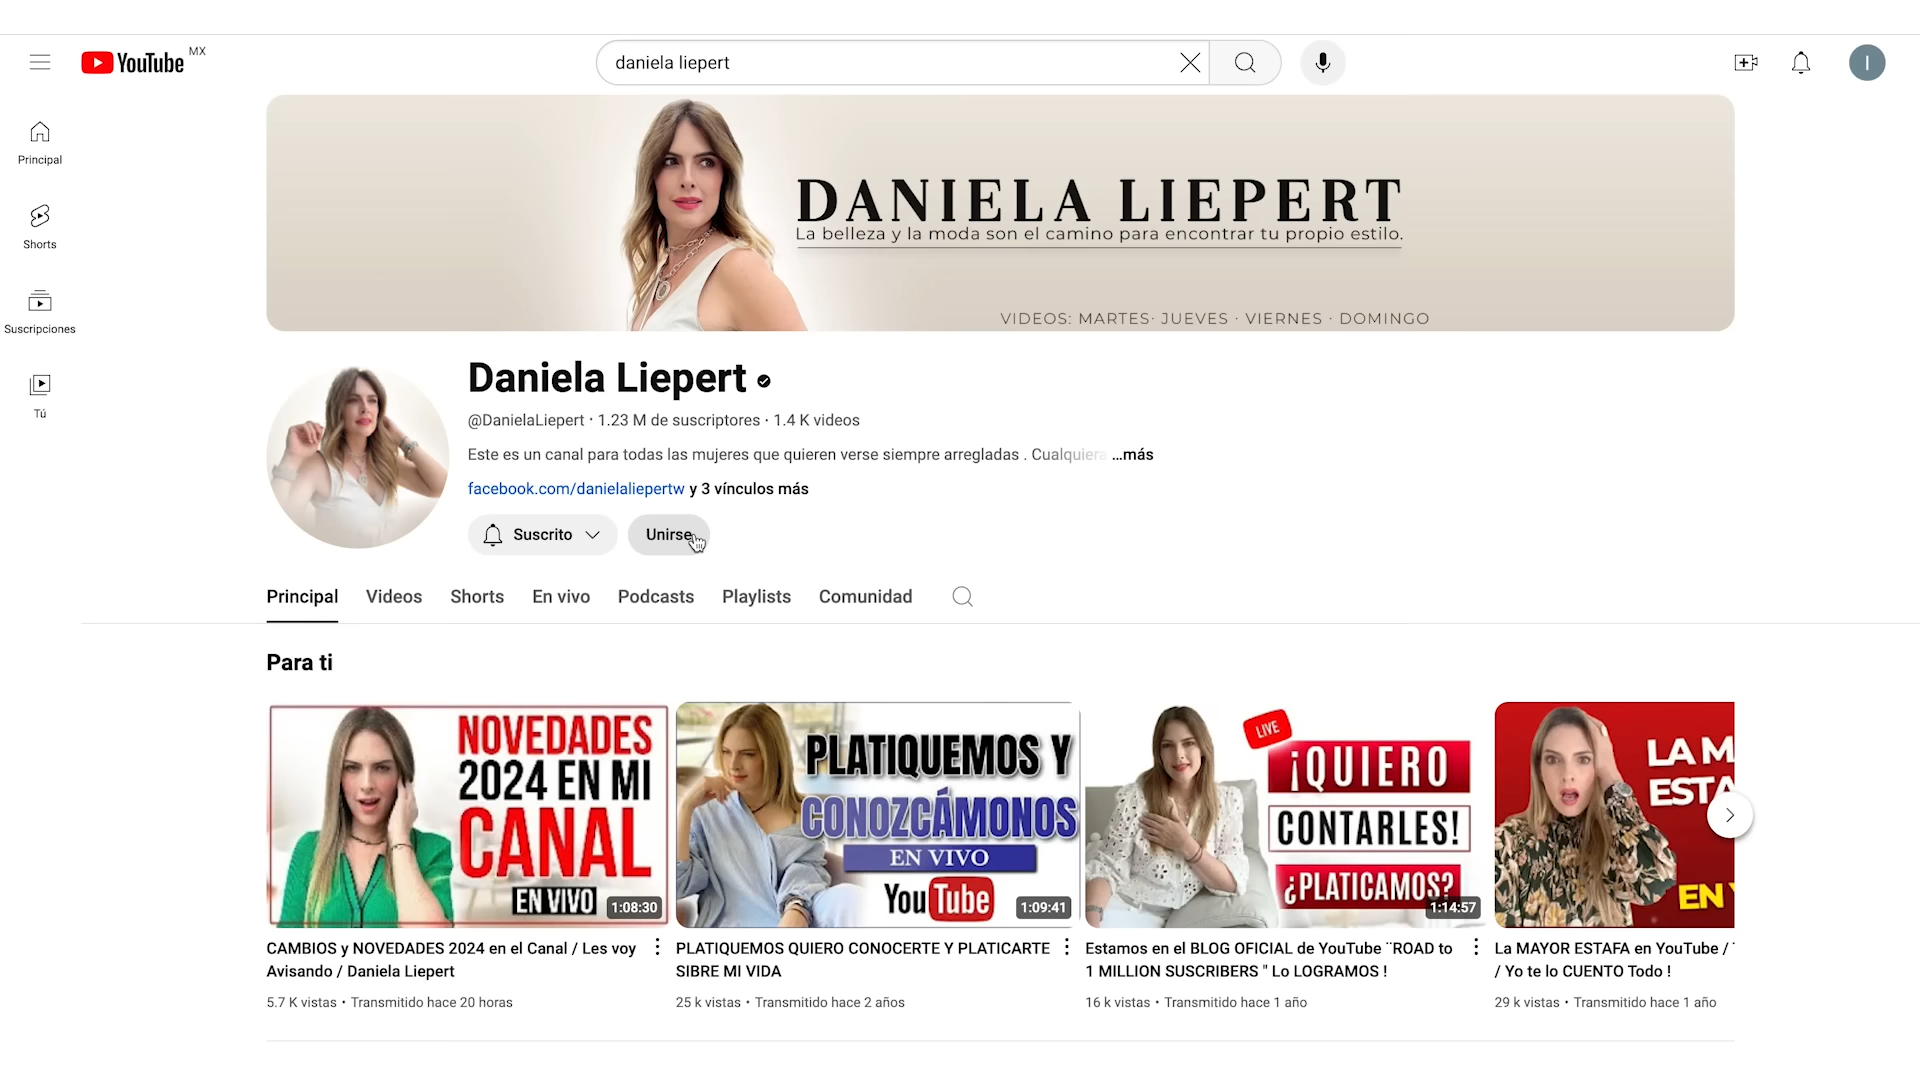 YouTube MX
daniela liepert
I
Principal
Shorts
Suscripciones
Tú
DANIELA LIEPERT
La belleza y la moda son el camino para encontrar tu propio estilo.
VIDEOS: MARTES· JUEVES · VIERNES · DOMINGO
Daniela Liepert
@DanielaLiepert · 1.23 M de suscriptores · 1.4 K videos
Este es un canal para todas las mujeres que quieren verse siempre arregladas . Cualquiera ...más
facebook.com/danielaliepertw y 3 vínculos más
Suscrito Unirse
Principal Videos Shorts En vivo Podcasts Playlists Comunidad
Para ti
NOVEDADES
2024 EN MI
CANAL
EN VIVO
1:08:30
PLATIQUEMOS Y
CONOZCÁMONOS
EN VIVO
YouTube
1:09:41
LIVE
¡QUIERO
CONTARLES!
¿PLATICAMOS?
1:14:57
LA M
ESTA
EN
CAMBIOS y NOVEDADES 2024 en el Canal / Les voy
Avisando / Daniela Liepert
5.7 K vistas • Transmitido hace 20 horas
PLATIQUEMOS QUIERO CONOCERTE Y PLATICARTE
SIBRE MI VIDA
25 k vistas • Transmitido hace 2 años
Estamos en el BLOG OFICIAL de YouTube ¨ROAD to
1 MILLION SUSCRIBERS " Lo LOGRAMOS !
16 k vistas • Transmitido hace 1 año
La MAYOR ESTAFA en YouTube /
/ Yo te lo CUENTO Todo !
29 k vistas • Transmitido hace 1 año